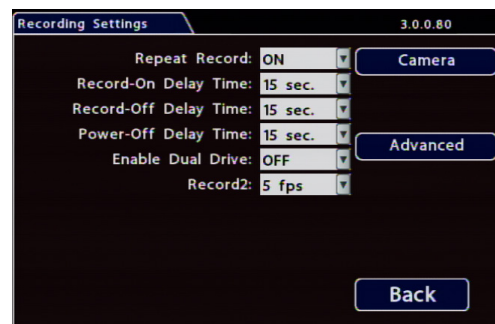 Recording Settings 3.0.0.80
Repeat Record: ON Camera
Record-On Delay Time: 15 sec.
Record-Off Delay Time: 15 sec.
Power-Off Delay Time: 15 sec. Advanced
Enable Dual Drive: OFF
Record2: 5 fps
Back